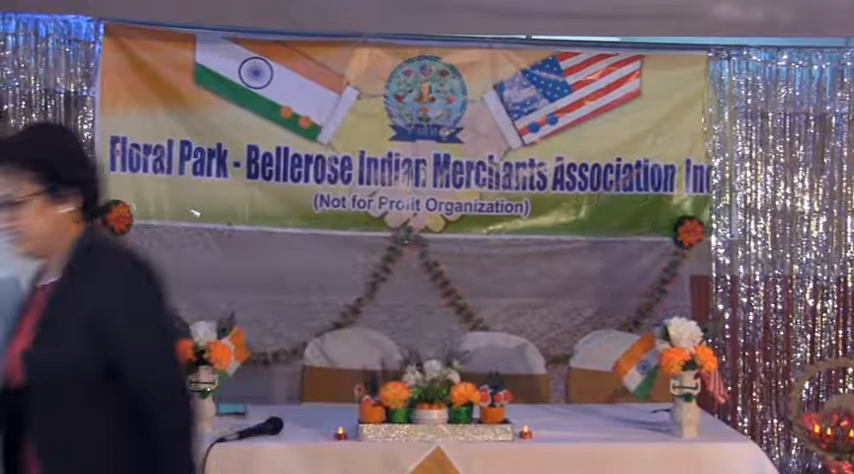 Floral Park - Bellerose Indian Merchants Association Inc
(Not for Profit Organization)